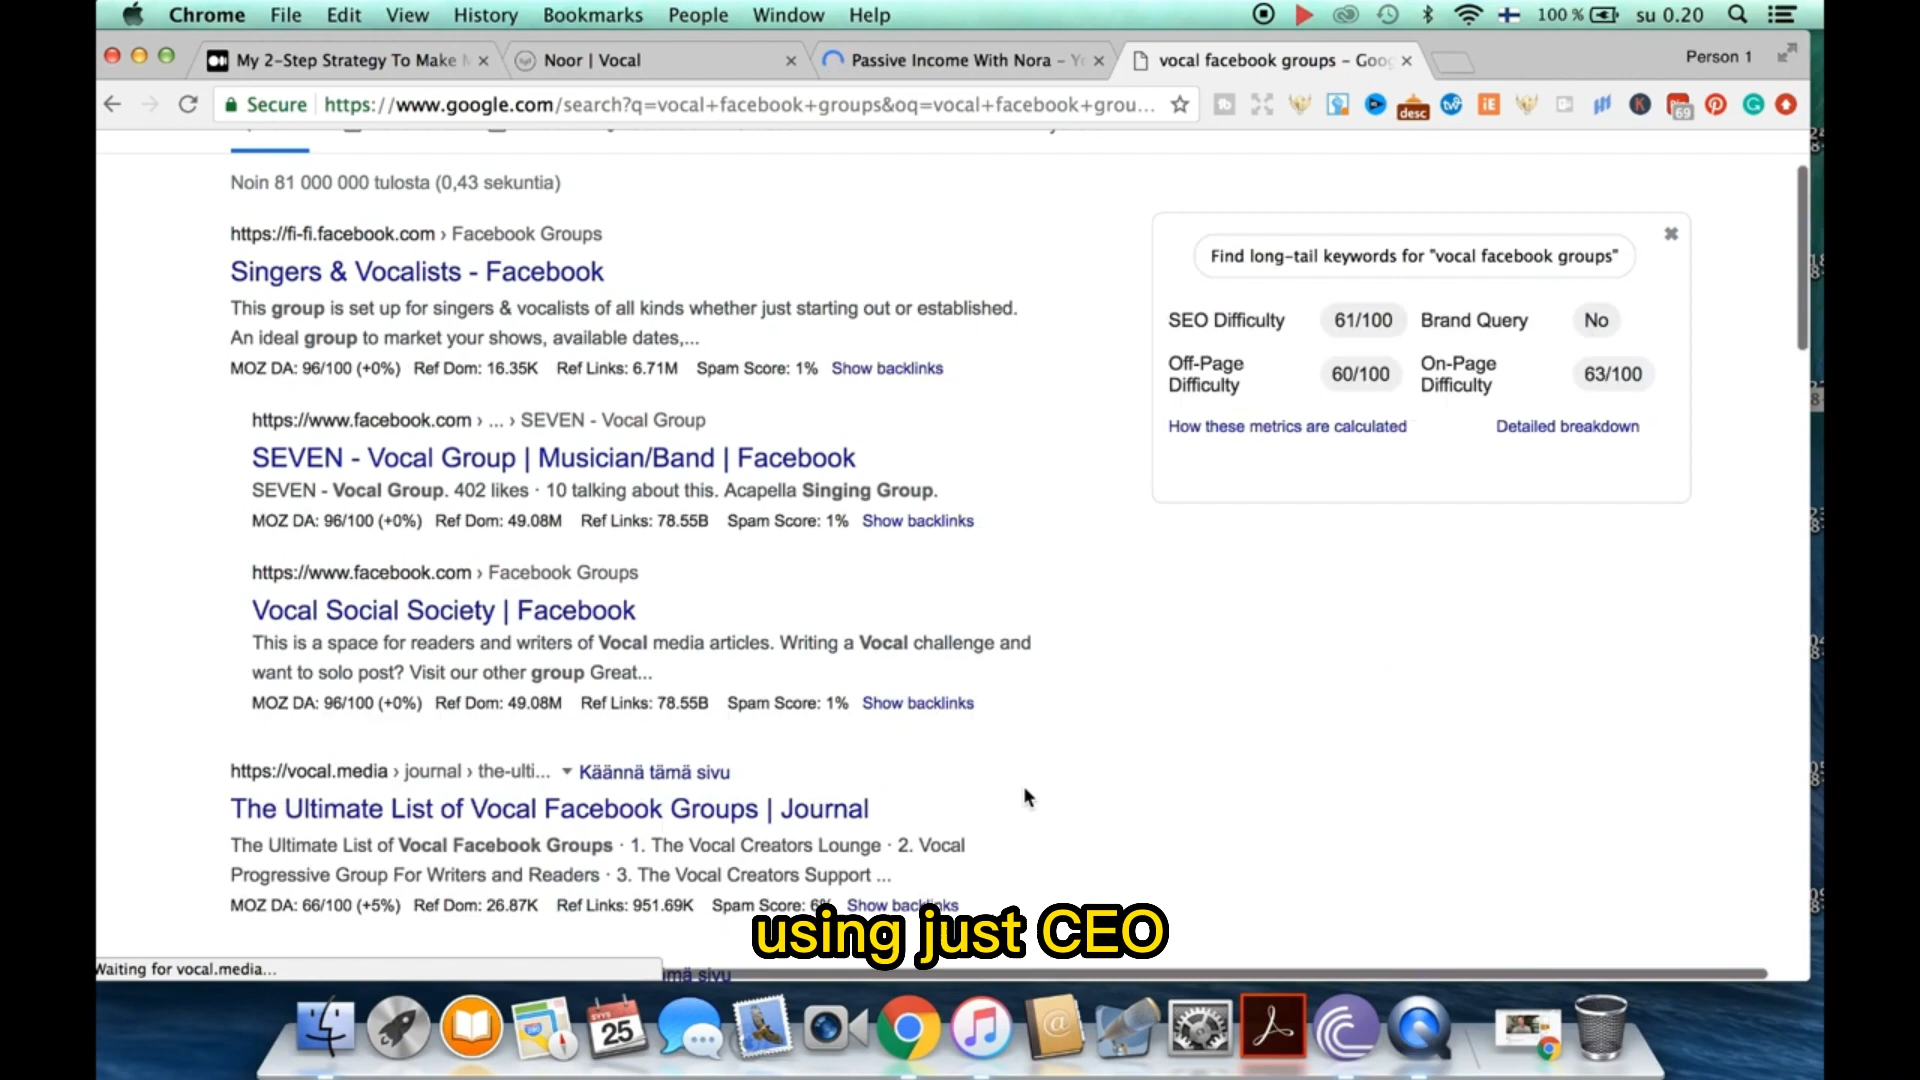 Chrome File Edit View History Bookmarks People Window Help 100 % su 0.20
My 2-Step Strategy To Make Noor | Vocal Passive Income With Nora – Yo vocal facebook groups – Goog Person 1
Secure https://www.google.com/search?q=vocal+facebook+groups&oq=vocal+facebook+grou... desc 69
Noin 81 000 000 tulosta (0,43 sekuntia)
https://fi-fi.facebook.com › Facebook Groups
Singers & Vocalists - Facebook
This group is set up for singers & vocalists of all kinds whether just starting out or established.
An ideal group to market your shows, available dates,...
MOZ DA: 96/100 (+0%) Ref Dom: 16.35K Ref Links: 6.71M Spam Score: 1% Show backlinks
https://www.facebook.com › ... › SEVEN - Vocal Group
SEVEN - Vocal Group | Musician/Band | Facebook
SEVEN - Vocal Group. 402 likes · 10 talking about this. Acapella Singing Group.
MOZ DA: 96/100 (+0%) Ref Dom: 49.08M Ref Links: 78.55B Spam Score: 1% Show backlinks
https://www.facebook.com › Facebook Groups
Vocal Social Society | Facebook
This is a space for readers and writers of Vocal media articles. Writing a Vocal challenge and
want to solo post? Visit our other group Great...
MOZ DA: 96/100 (+0%) Ref Dom: 49.08M Ref Links: 78.55B Spam Score: 1% Show backlinks
https://vocal.media › journal › the-ulti... Käännä tämä sivu
The Ultimate List of Vocal Facebook Groups | Journal
The Ultimate List of Vocal Facebook Groups · 1. The Vocal Creators Lounge · 2. Vocal
Progressive Group For Writers and Readers · 3. The Vocal Creators Support ...
MOZ DA: 66/100 (+5%) Ref Dom: 26.87K Ref Links: 951.69K Spam Score: 6% Show backlinks
Find long-tail keywords for "vocal facebook groups"
SEO Difficulty 61/100 Brand Query No
Off-Page Difficulty 60/100 On-Page Difficulty 63/100
How these metrics are calculated Detailed breakdown
using just CEO
Waiting for vocal.media...
mä sivu
SYYS
25